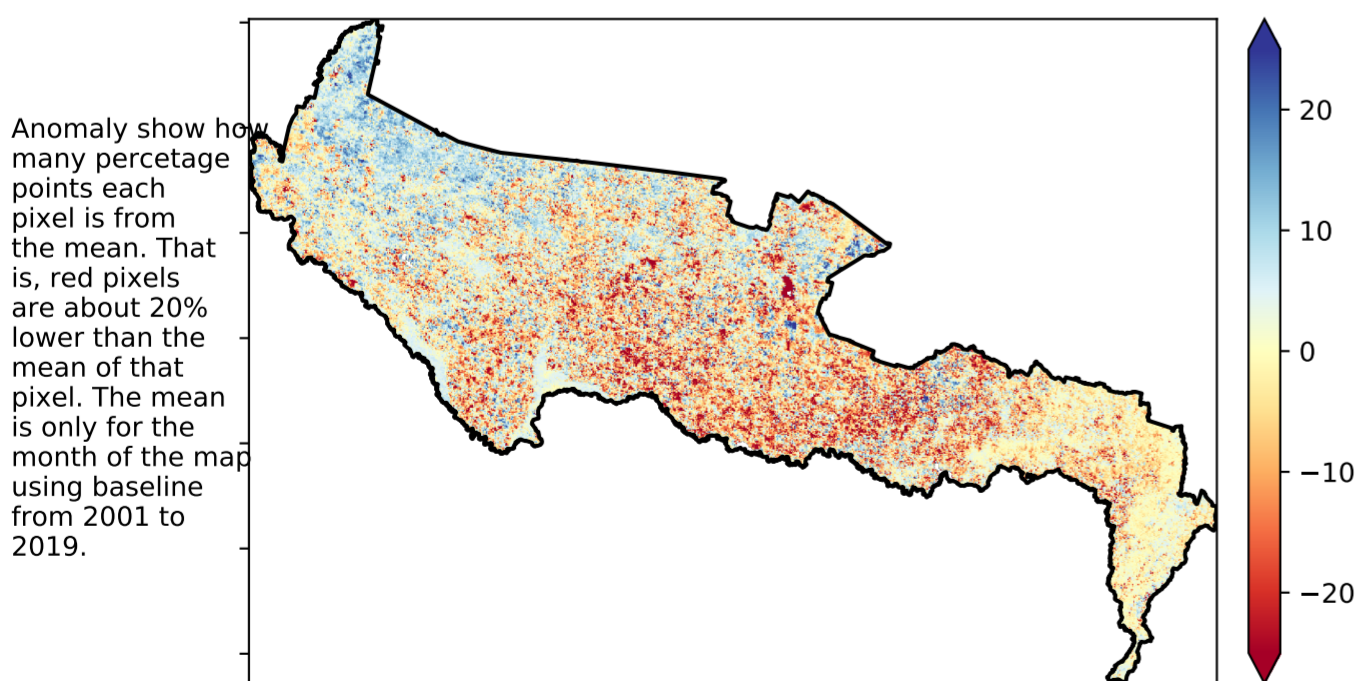 Anomaly show how
many percetage
points each
pixel is from
the mean. That
is, red pixels
are about 20%
lower than the
mean of that
pixel. The mean
is only for the
month of the map
using baseline
from 2001 to
2019.
20
10
0
−10
−20